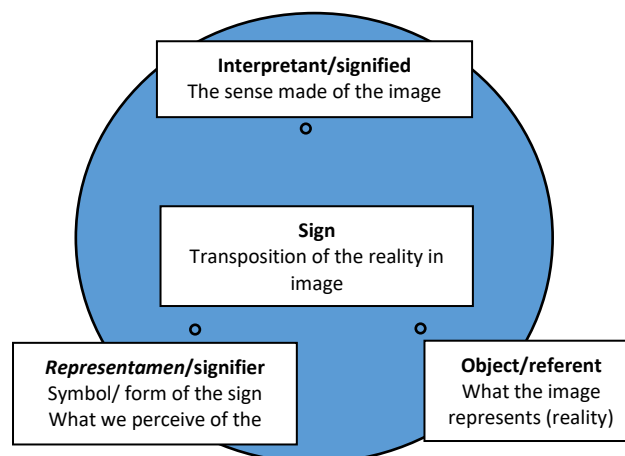 Interpretant/signified
The sense made of the image
Sign
Transposition of the reality in
image
Representamen/signifier
Symbol/ form of the sign
What we perceive of the
Object/referent
What the image
represents (reality)